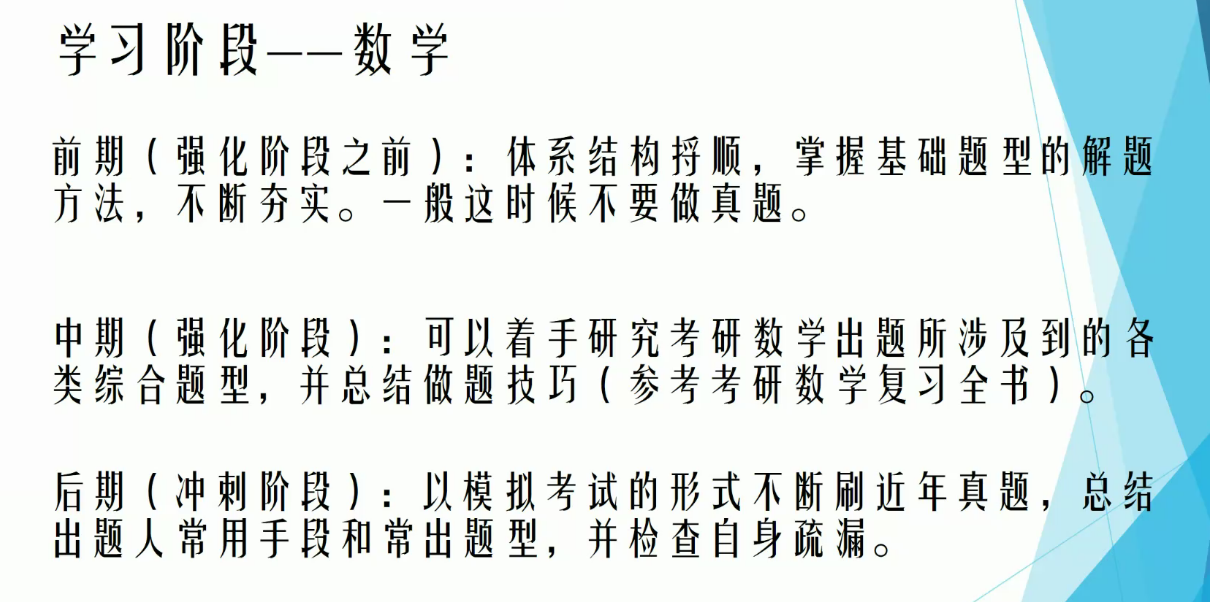 学习阶段——数学
前期（强化阶段之前）：体系结构捋顺，掌握基础题型的解题
方法，不断夯实。一般这时候不要做真题。
中期（强化阶段）：可以着手研究考研数学出题所涉及到的各
类综合题型，并总结做题技巧（参考考研数学复习全书）。
后期（冲刺阶段）：以模拟考试的形式不断刷近年真题，总结
出题人常用手段和常出题型，并检查自身疏漏。